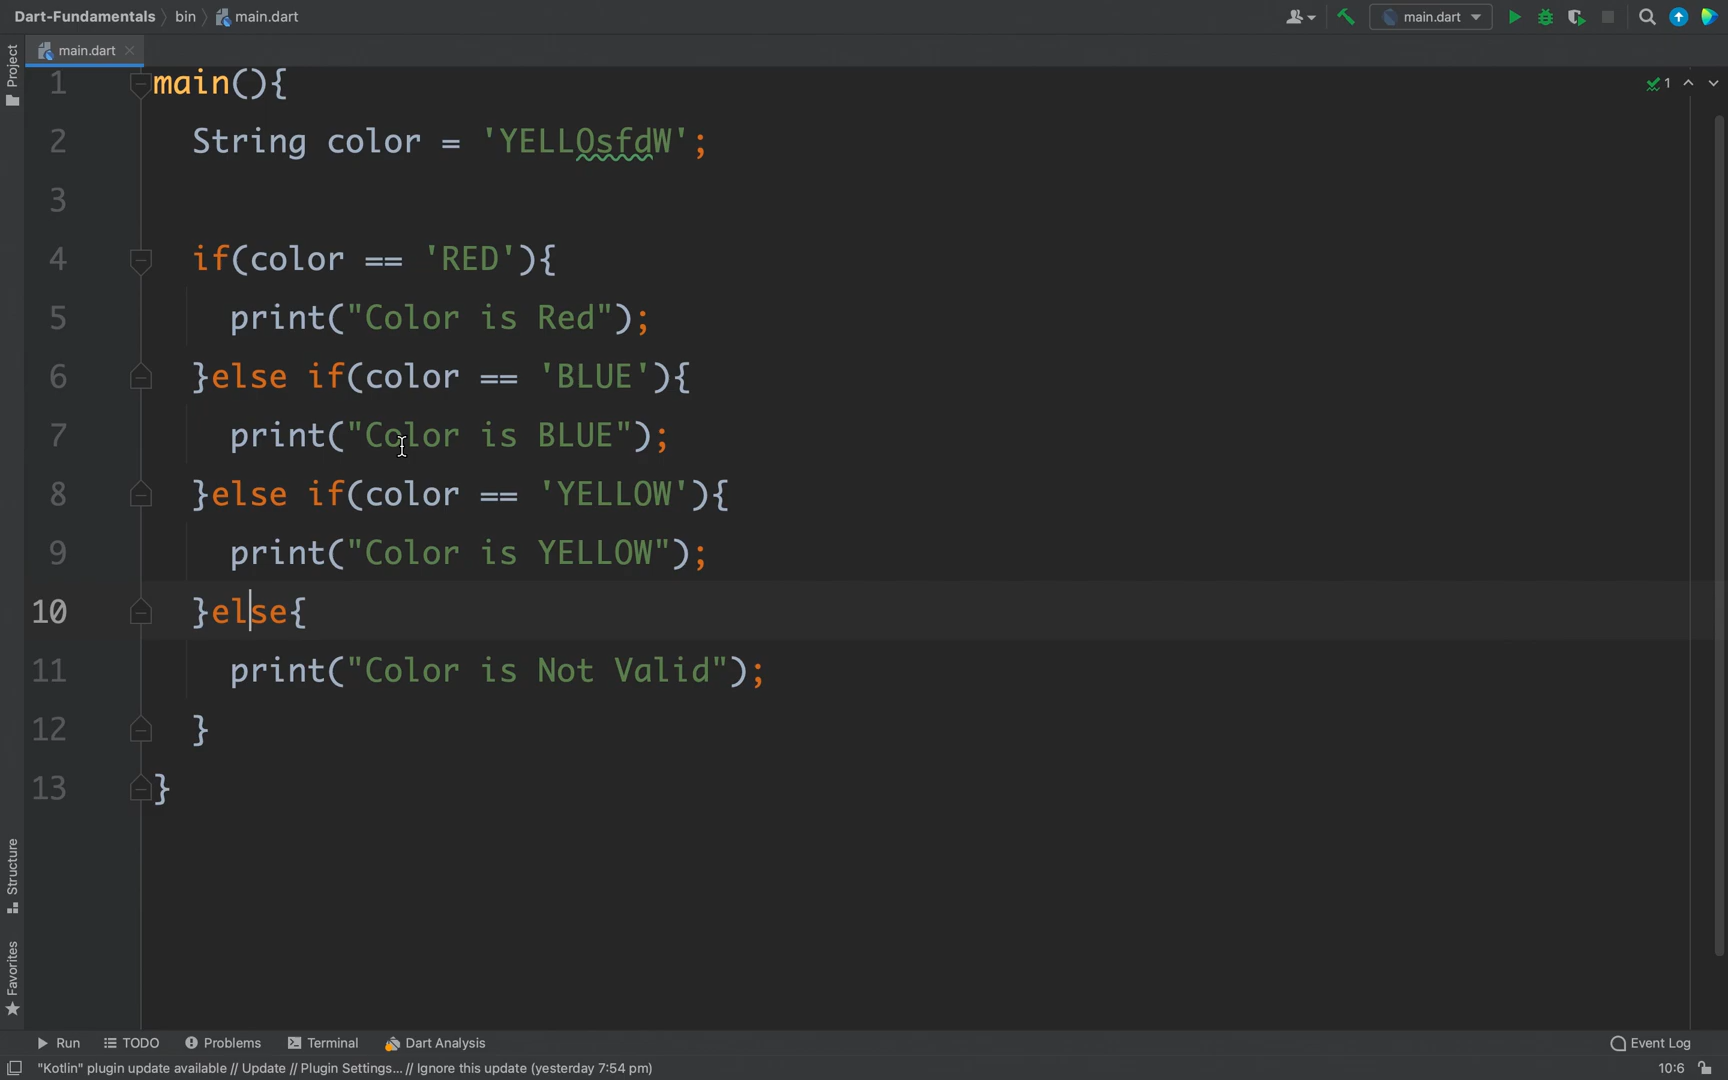 Dart-Fundamentals bin main.dart main.dart
Project main.dart
1 main(){ 1
2 String color = 'YELLOsfdW';
3
4 if(color == 'RED'){
5 print("Color is Red");
6 }else if(color == 'BLUE'){
7 print("Color is BLUE");
8 }else if(color == 'YELLOW'){
9 print("Color is YELLOW");
10 }else{
11 print("Color is Not Valid");
12 }
13 }
Structure
Favorites
Run TODO Problems Terminal Dart Analysis Event Log
"Kotlin" plugin update available // Update // Plugin Settings... // Ignore this update (yesterday 7:54 pm) 10:6